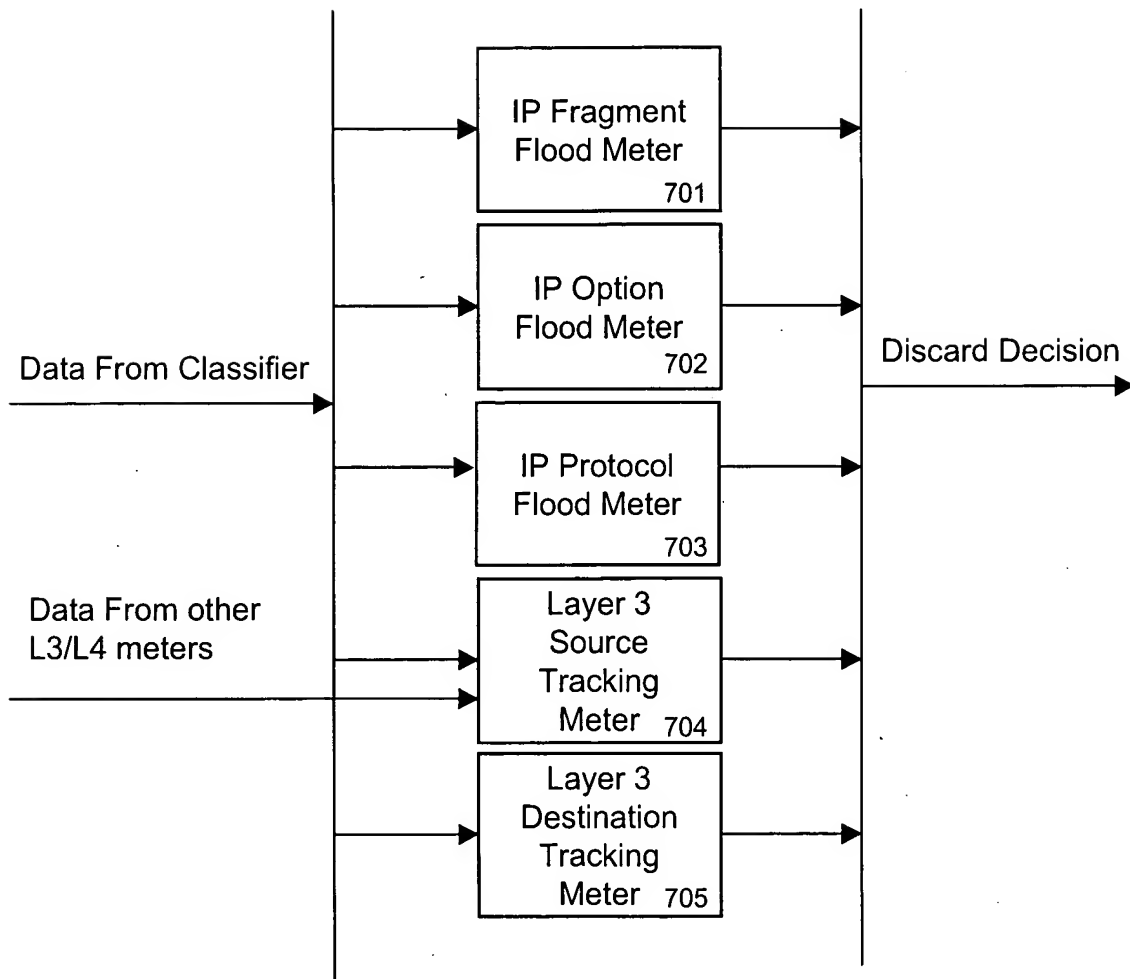 IP Fragment
Flood Meter
701
IP Option
Flood Meter
702
Data From Classifier
Discard Decision
IP Protocol
Flood Meter
703
Data From other
L3/L4 meters
Layer 3
Source
Tracking
Meter 704
Layer 3
Destination
Tracking
Meter 705